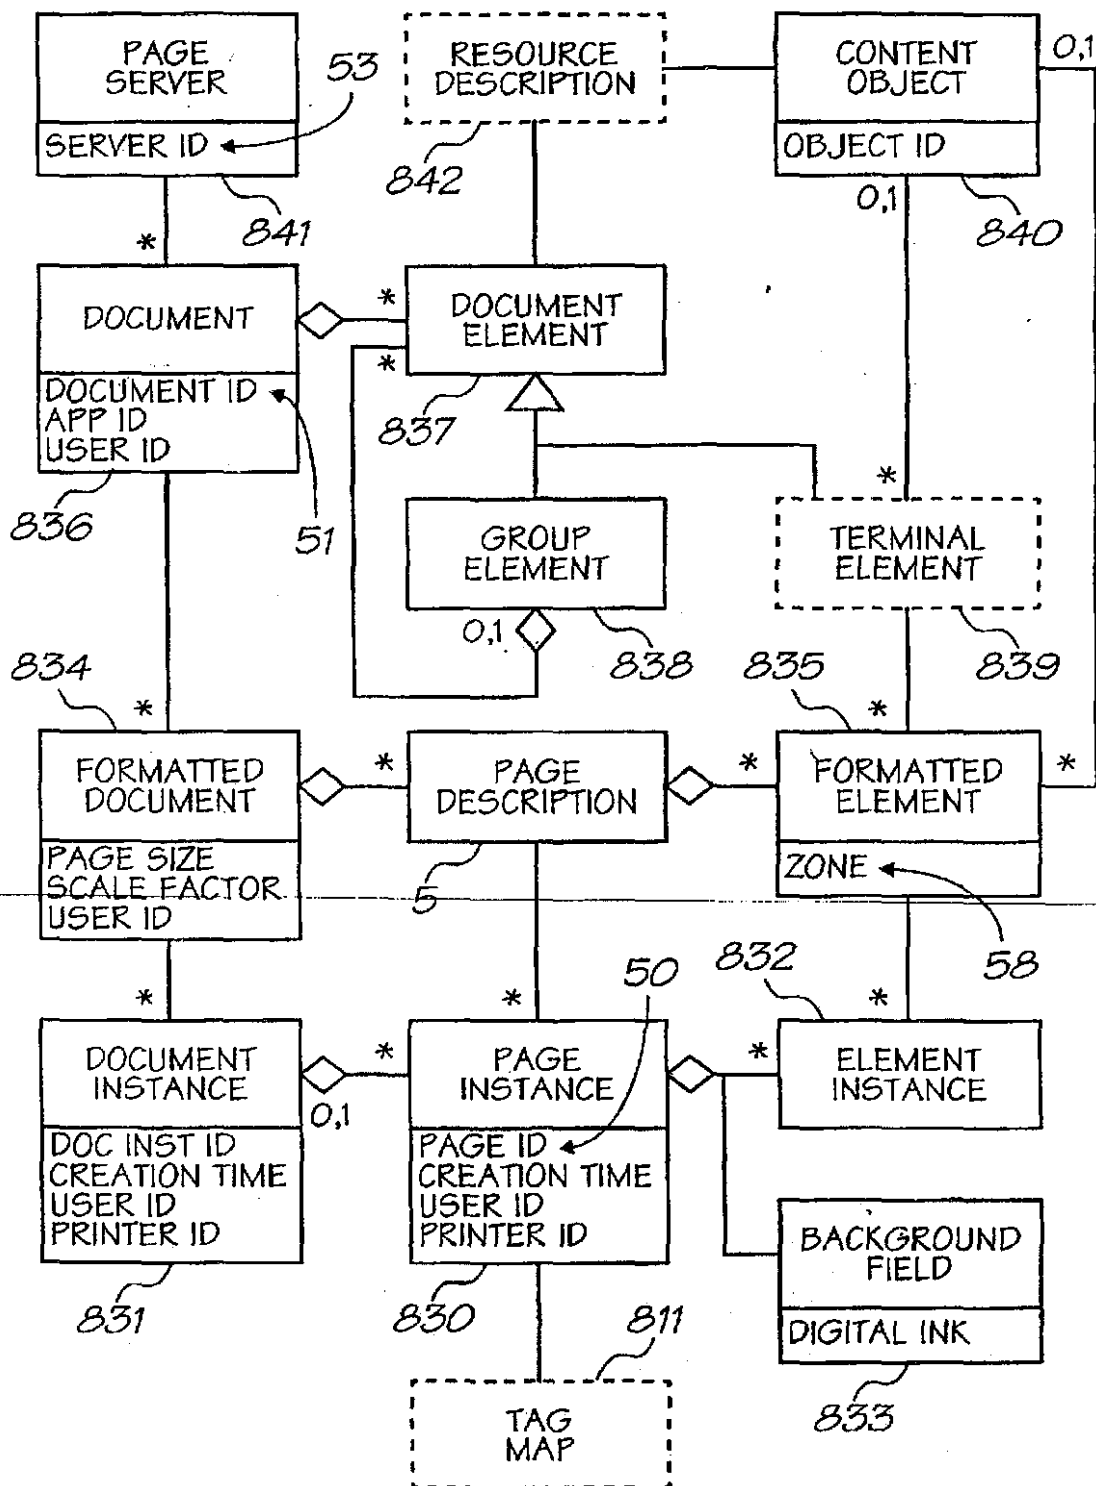 PAGE
SERVER
53
SERVER ID
841
*
RESOURCE
DESCRIPTION
842
CONTENT
OBJECT
0,1
OBJECT ID
0,1
840
DOCUMENT
*
*
DOCUMENT
ELEMENT
837
DOCUMENT ID
APP ID
USER ID
836
51
GROUP
ELEMENT
0,1
838
*
TERMINAL
ELEMENT
839
834
*
835
*
FORMATTED
DOCUMENT
*
PAGE
DESCRIPTION
*
FORMATTED
ELEMENT
*
PAGE SIZE
SCALE FACTOR
USER ID
5
ZONE
58
*
*
50
832
*
DOCUMENT
INSTANCE
0,1
*
PAGE
INSTANCE
*
ELEMENT
INSTANCE
DOC INST ID
CREATION TIME
USER ID
PRINTER ID
831
PAGE ID
CREATION TIME
USER ID
PRINTER ID
830
BACKGROUND
FIELD
DIGITAL INK
833
811
TAG
MAP